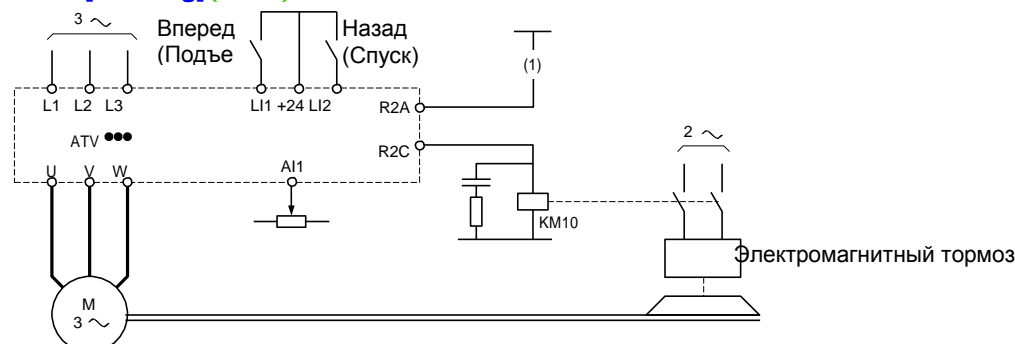 3
Вперед
(Подъе
Назад
(Спуск)
(1)
L1 L2 L3
LI1 +24 LI2
R2A
ATV
R2C
2
U V W
AI1
KM10
Электромагнитный тормоз
M
3